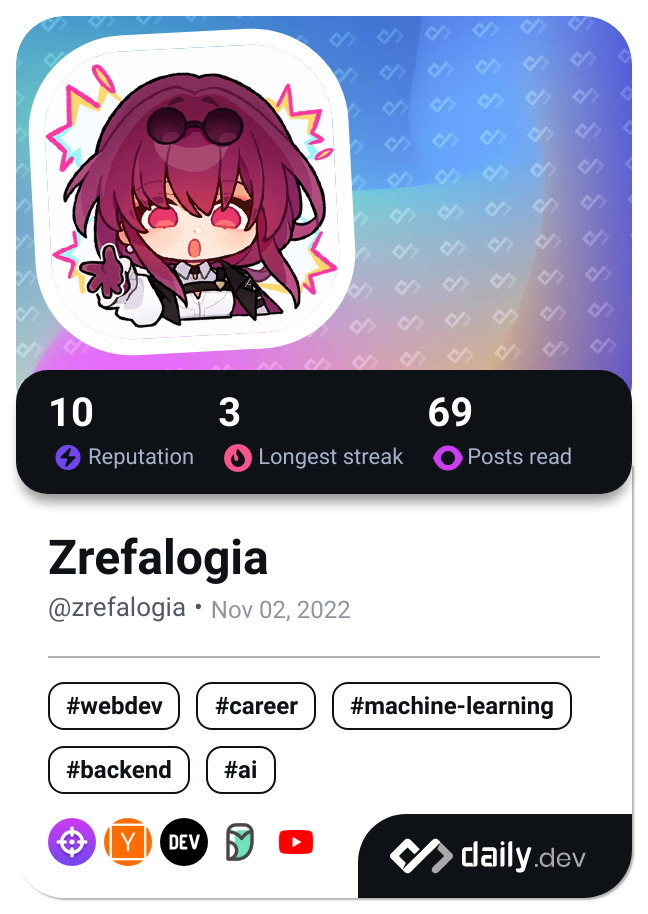 10 3 69
Reputation Longest streak Posts read
Zrefalogia
@zrefalogia • Nov 02, 2022
#webdev #career #machine-learning
#backend #ai
Y DEV
daily.dev